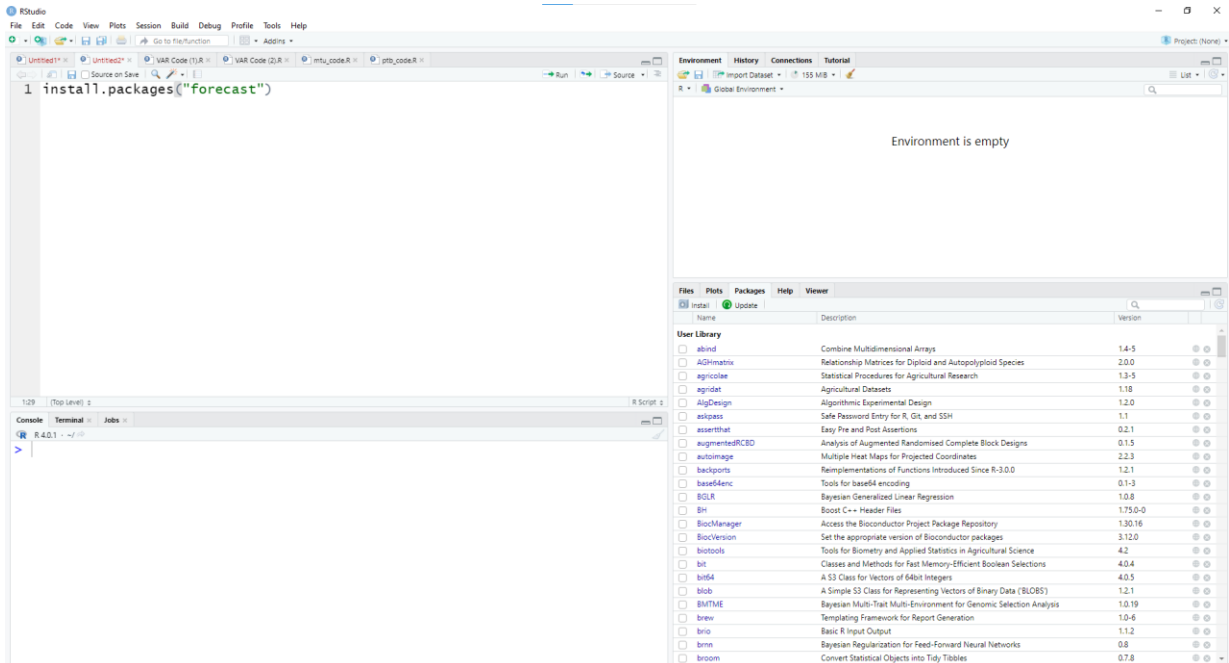 RStudio
File Edit Code View Plots Session Build Debug Profile Tools Help
Go to file/function Addins Project: (None)
Untitled1* Untitled2* VAR Code (1).R VAR Code (2).R mtu_code.R ptb_code.R
Source on Save Run Source
1 install.packages("forecast")
1:29 (Top Level) R Script
Console Terminal Jobs
R 4.0.1 · ~/
>
Environment History Connections Tutorial
Import Dataset 155 MiB List
R Global Environment
Environment is empty
Files Plots Packages Help Viewer
Install Update
Name Description Version
User Library
abind Combine Multidimensional Arrays 1.4-5
AGHmatrix Relationship Matrices for Diploid and Autopolyploid Species 2.0.0
agricolae Statistical Procedures for Agricultural Research 1.3-5
agridat Agricultural Datasets 1.18
AlgDesign Algorithmic Experimental Design 1.2.0
askpass Safe Password Entry for R, Git, and SSH 1.1
assertthat Easy Pre and Post Assertions 0.2.1
augmentedRCBD Analysis of Augmented Randomised Complete Block Designs 0.1.5
autoimage Multiple Heat Maps for Projected Coordinates 2.2.3
backports Reimplementations of Functions Introduced Since R-3.0.0 1.2.1
base64enc Tools for base64 encoding 0.1-3
BGLR Bayesian Generalized Linear Regression 1.0.8
BH Boost C++ Header Files 1.75.0-0
BiocManager Access the Bioconductor Project Package Repository 1.30.16
BiocVersion Set the appropriate version of Bioconductor packages 3.12.0
biotools Tools for Biometry and Applied Statistics in Agricultural Science 4.2
bit Classes and Methods for Fast Memory-Efficient Boolean Selections 4.0.4
bit64 A S3 Class for Vectors of 64bit Integers 4.0.5
blob A Simple S3 Class for Representing Vectors of Binary Data ('BLOBS') 1.2.1
BMTME Bayesian Multi-Trait Multi-Environment for Genomic Selection Analysis 1.0.19
brew Templating Framework for Report Generation 1.0-6
brio Basic R Input Output 1.1.2
brnn Bayesian Regularization for Feed-Forward Neural Networks 0.8
broom Convert Statistical Objects into Tidy Tibbles 0.7.8